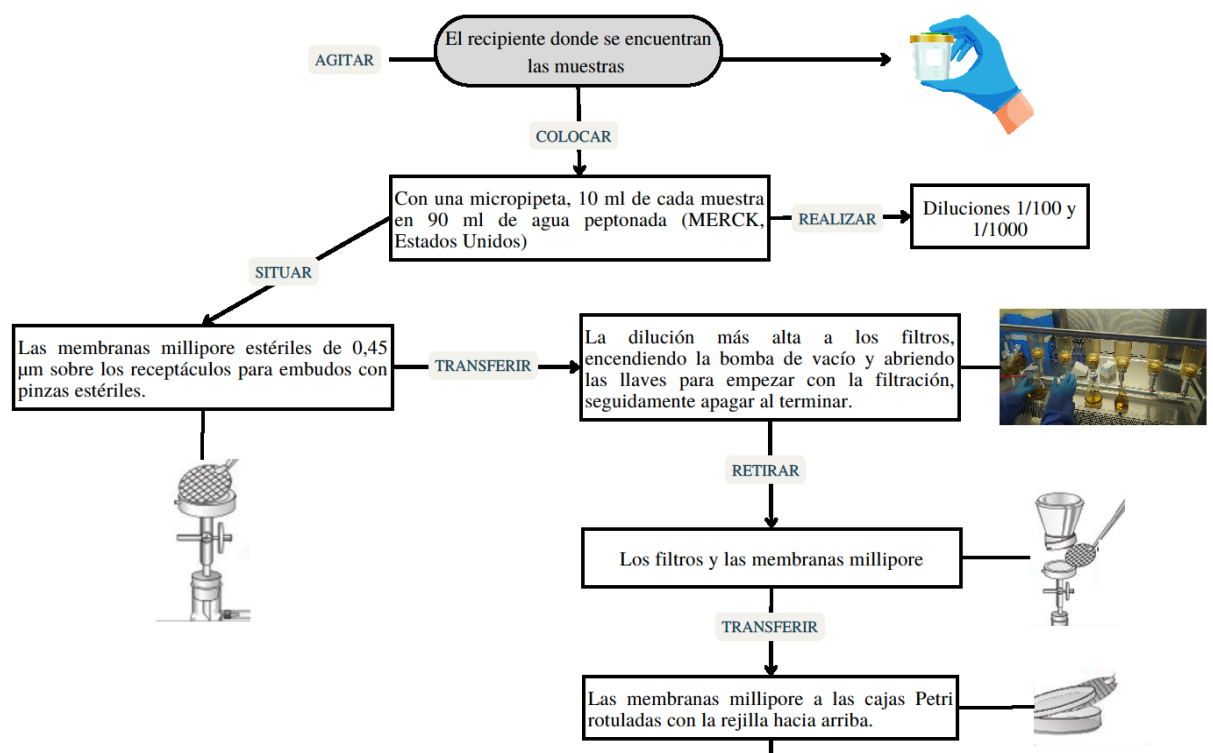 El recipiente donde se encuentran
las muestras
AGITAR
COLOCAR
Con una micropipeta, 10 ml de cada muestra
en 90 ml de agua peptonada (MERCK,
Estados Unidos)
REALIZAR
Diluciones 1/100 y
1/1000
SITUAR
Las membranas millipore estériles de 0,45
µm sobre los receptáculos para embudos con
pinzas estériles.
TRANSFERIR
La dilución más alta a los filtros,
encendiendo la bomba de vacío y abriendo
las llaves para empezar con la filtración,
seguidamente apagar al terminar.
RETIRAR
Los filtros y las membranas millipore
TRANSFERIR
Las membranas millipore a las cajas Petri
rotuladas con la rejilla hacia arriba.